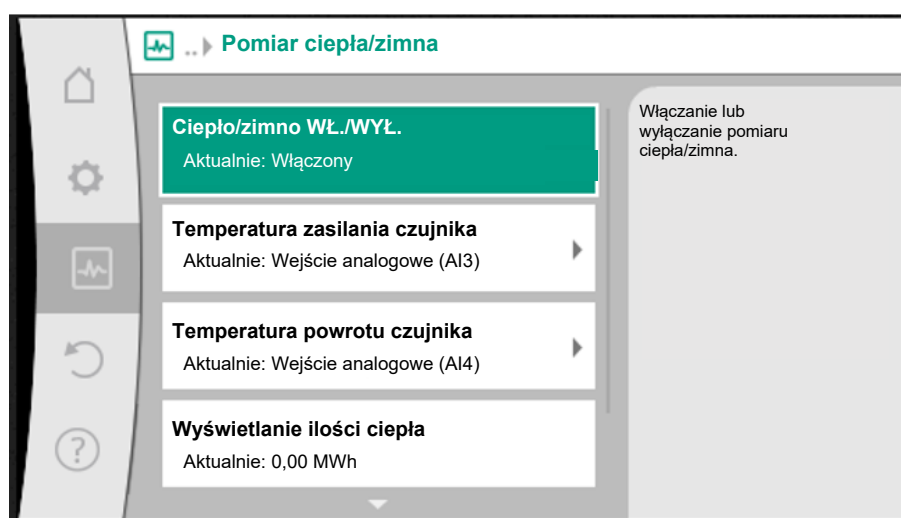 .. Pomiar ciepła/zimna
Ciepło/zimno WŁ./WYŁ.
Aktualnie: Włączony
Temperatura zasilania czujnika
Aktualnie: Wejście analogowe (AI3)
Temperatura powrotu czujnika
Aktualnie: Wejście analogowe (AI4)
Wyświetlanie ilości ciepła
Aktualnie: 0,00 MWh
Włączanie lub
wyłączanie pomiaru
ciepła/zimna.
?